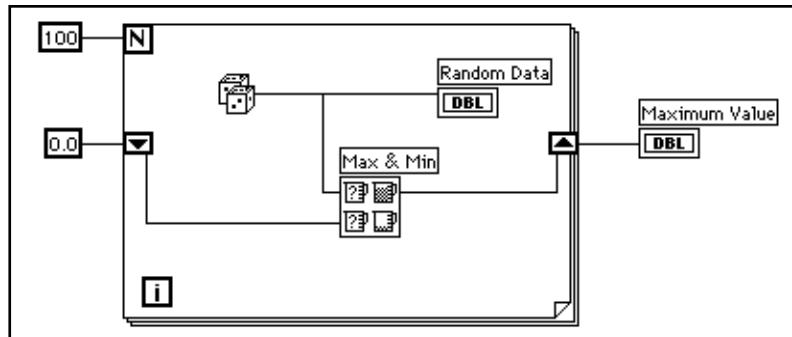 100
N
Random Data
DBL
Maximum Value
DBL
0.0
Max & Min
?
?
i